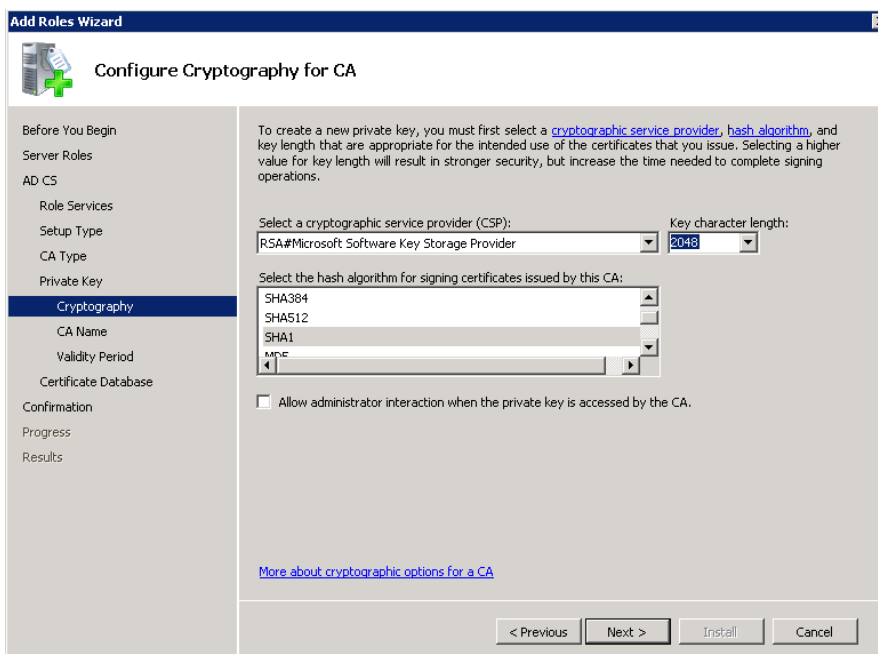 Add Roles Wizard
Configure Cryptography for CA
Before You Begin
Server Roles
AD CS
Role Services
Setup Type
CA Type
Private Key
Cryptography
CA Name
Validity Period
Certificate Database
Confirmation
Progress
Results
To create a new private key, you must first select a cryptographic service provider, hash algorithm, and
key length that are appropriate for the intended use of the certificates that you issue. Selecting a higher
value for key length will result in stronger security, but increase the time needed to complete signing
operations.
Select a cryptographic service provider (CSP):
Key character length:
RSA#Microsoft Software Key Storage Provider
2048
Select the hash algorithm for signing certificates issued by this CA:
SHA384
SHA512
SHA1
Allow administrator interaction when the private key is accessed by the CA.
More about cryptographic options for a CA
< Previous
Next >
Install
Cancel